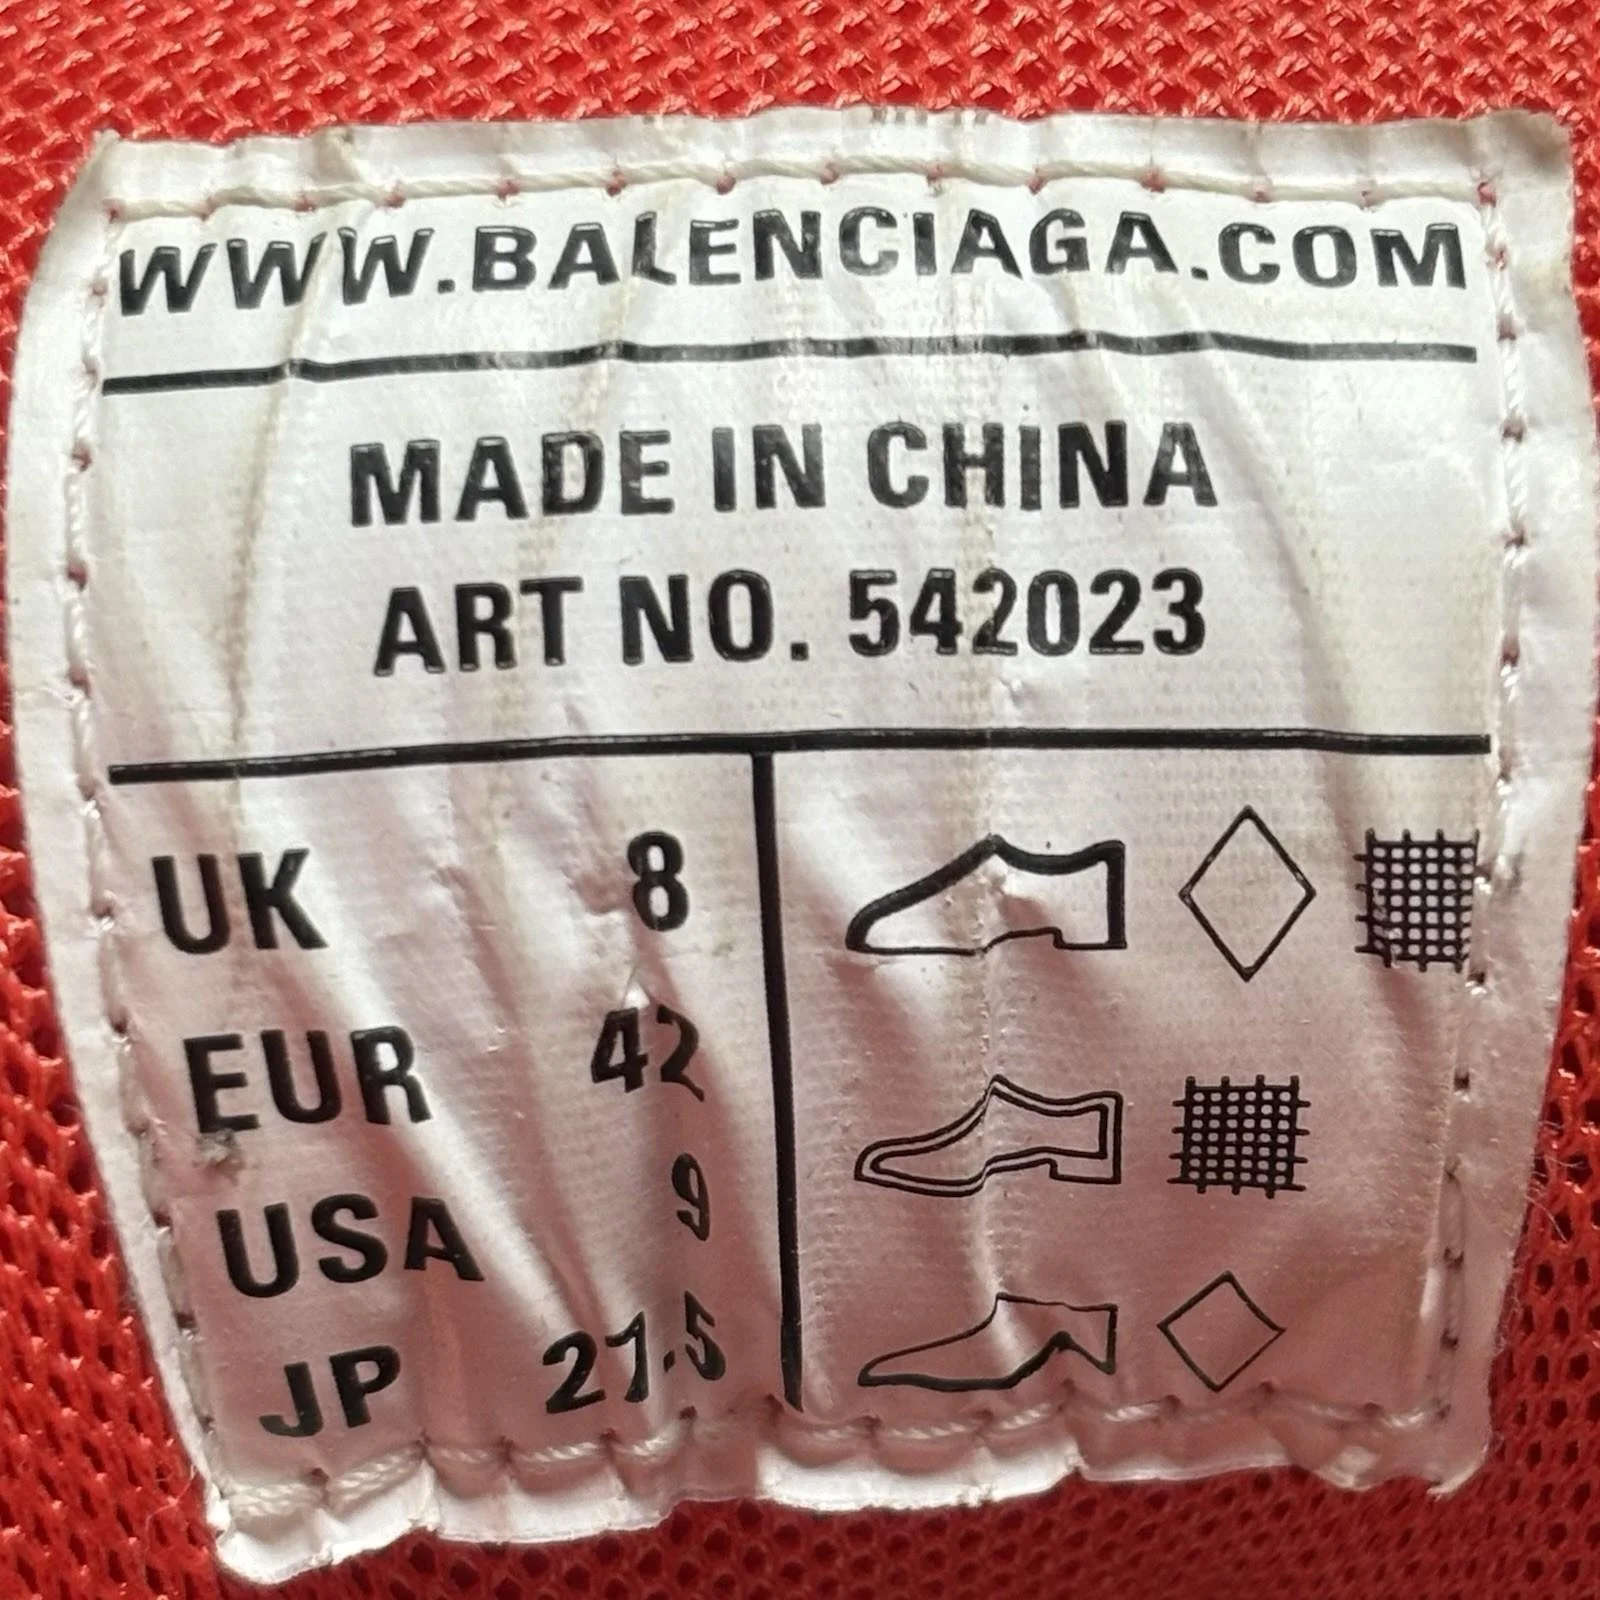 WWW.BALENCIAGA.COM
MADE IN CHINA
ART NO. 542023
UK 8
EUR 42
USA 9
JP 27.5